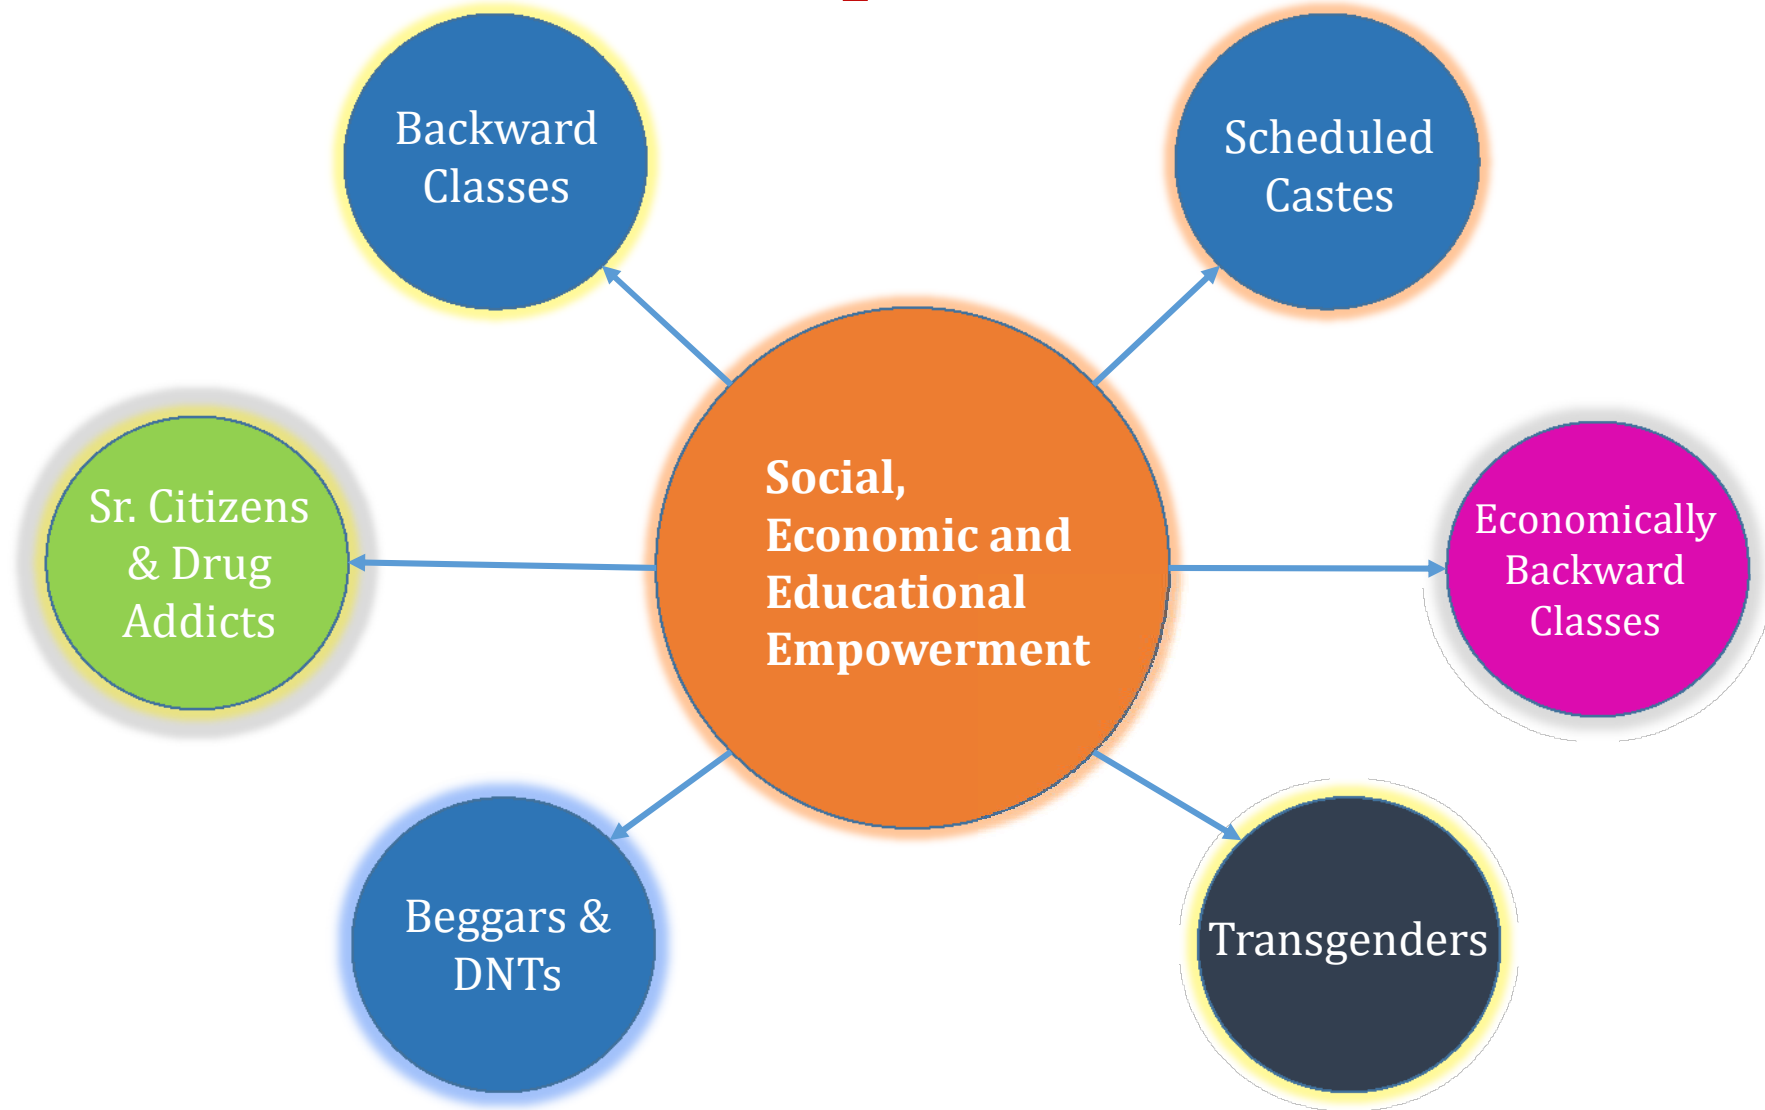 Backward
Classes
Scheduled
Castes
Social,
Economic and
Educational
Empowerment
Sr. Citizens
& Drug
Addicts
Economically
Backward
Classes
Beggars &
DNTs
Transgenders